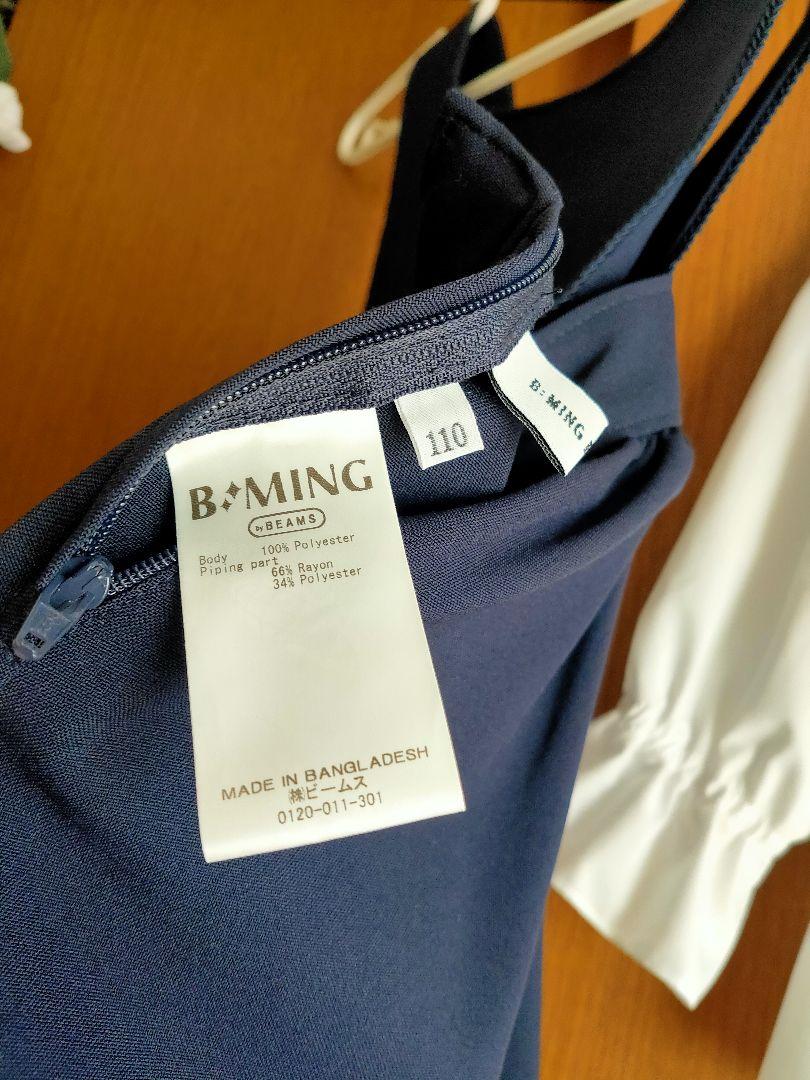 B:MING
by BEAMS
Body 100% Polyester
Piping part
66% Rayon
34% Polyester
MADE IN BANGLADESH
㈱ビームス
0120-011-301
110
B:MING